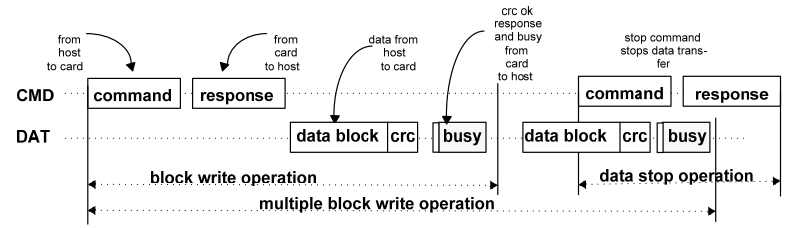 from
host
to card
from
card
to host
data from
host
to card
crc ok
response
and busy
from
card
to host
stop command
stops data trans-
fer
CMD
command
response
command
response
DAT
data block
crc
busy
data block
crc
busy
block write operation
data stop operation
multiple block write operation